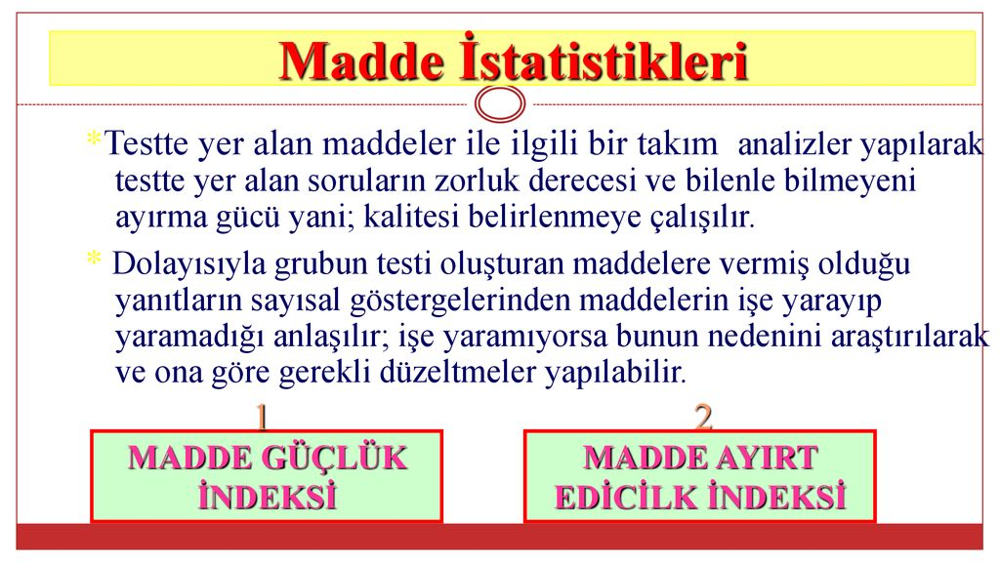 Madde İstatistikleri
*Testte yer alan maddeler ile ilgili bir takım analizler yapılarak
testte yer alan soruların zorluk derecesi ve bilenle bilmeyeni
ayırma gücü yani; kalitesi belirlenmeye çalışılır.
* Dolayısıyla grubun testi oluşturan maddelere vermiş olduğu
yanıtların sayısal göstergelerinden maddelerin işe yarayıp
yaramadığı anlaşılır; işe yaramıyorsa bunun nedenini araştırılarak
ve ona göre gerekli düzeltmeler yapılabilir.
1
MADDE GÜÇLÜK
İNDEKSİ
2
MADDE AYIRT
EDİCİLK İNDEKSİ